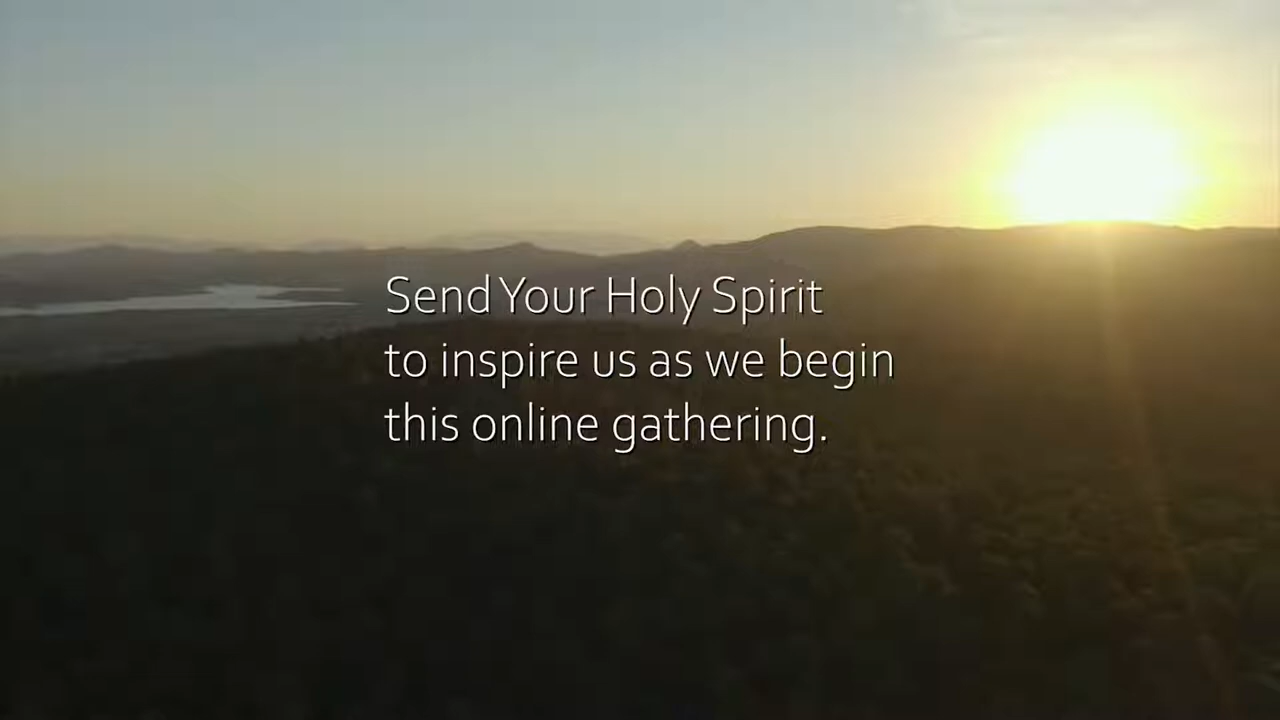 Send Your Holy Spirit
to inspire us as we begin
this online gathering.